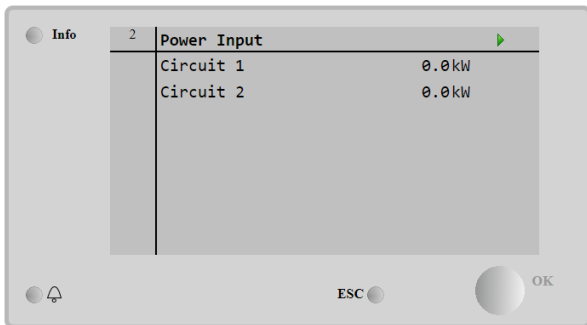 Info
2
Power Input
Circuit 1 0.0kW
Circuit 2 0.0kW
ESC
OK